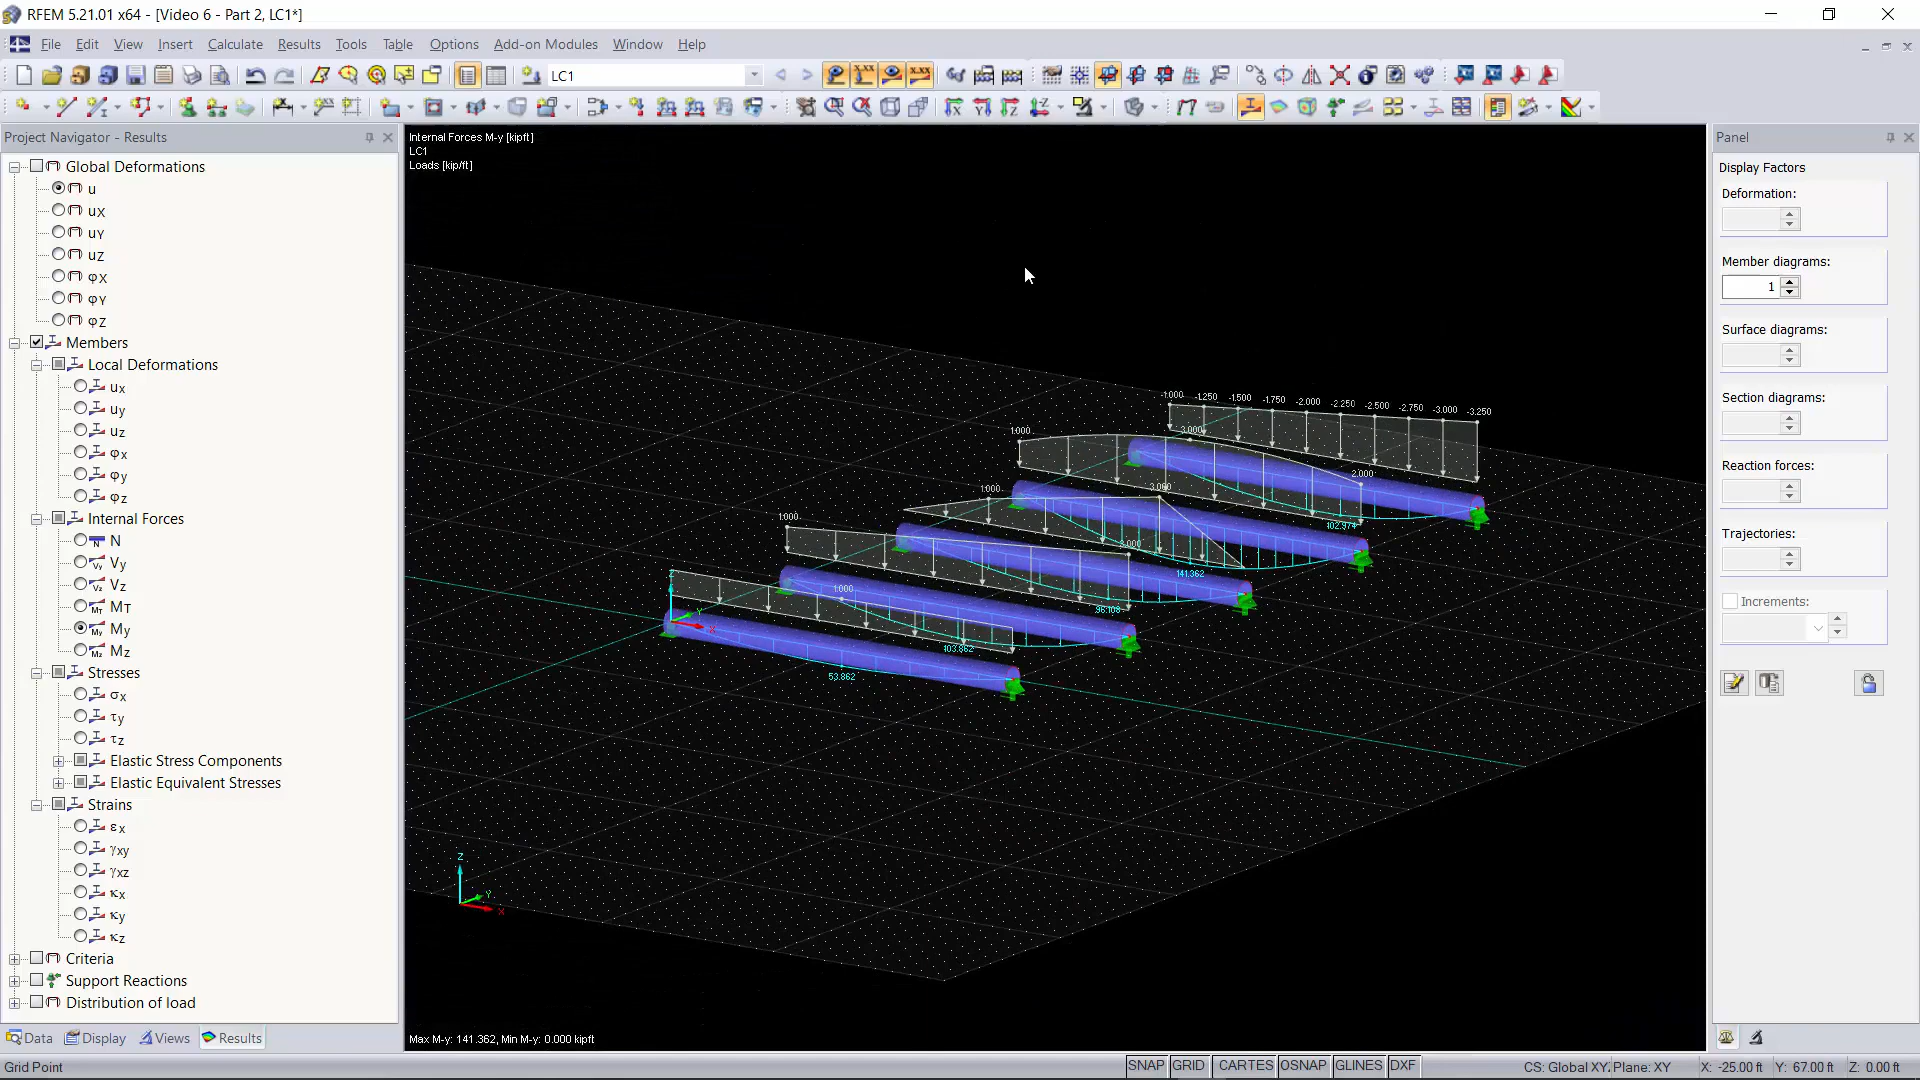 RFEM 5.21.01 x64 - [Video 6 - Part 2, LC1*]
File Edit View Insert Calculate Results Tools Table Options Add-on Modules Window Help
LC1
Project Navigator - Results
Global Deformations
u
uX
uY
uZ
φX
φY
φZ
Members
Local Deformations
ux
uy
uz
φx
φy
φz
Internal Forces
N
Vy
Vz
MT
My
Mz
Stresses
σx
τy
τz
Elastic Stress Components
Elastic Equivalent Stresses
Strains
εx
γxy
γxz
κx
κy
κz
Criteria
Support Reactions
Distribution of load
Data Display Views Results
Internal Forces M-y [kipft]
LC1
Loads [kip/ft]
-1.000 -1.250 -1.500 -1.750 -2.000 -2.250 -2.500 -2.750 -3.000 -3.250
1.000 3.000
2.000
1.000 3.000
102.974
1.000
3.000
141.362
Z
1.000
96.108
Y
X
103.862
53.862
Z
Y
X
Max M-y: 141.362, Min M-y: 0.000 kipft
Panel
Display Factors
Deformation:
Member diagrams:
1
Surface diagrams:
Section diagrams:
Reaction forces:
Trajectories:
Increments:
Grid Point
SNAP GRID CARTES OSNAP GLINES DXF
CS: Global XY, Plane: XY X: -25.00 ft Y: 67.00 ft Z: 0.00 ft